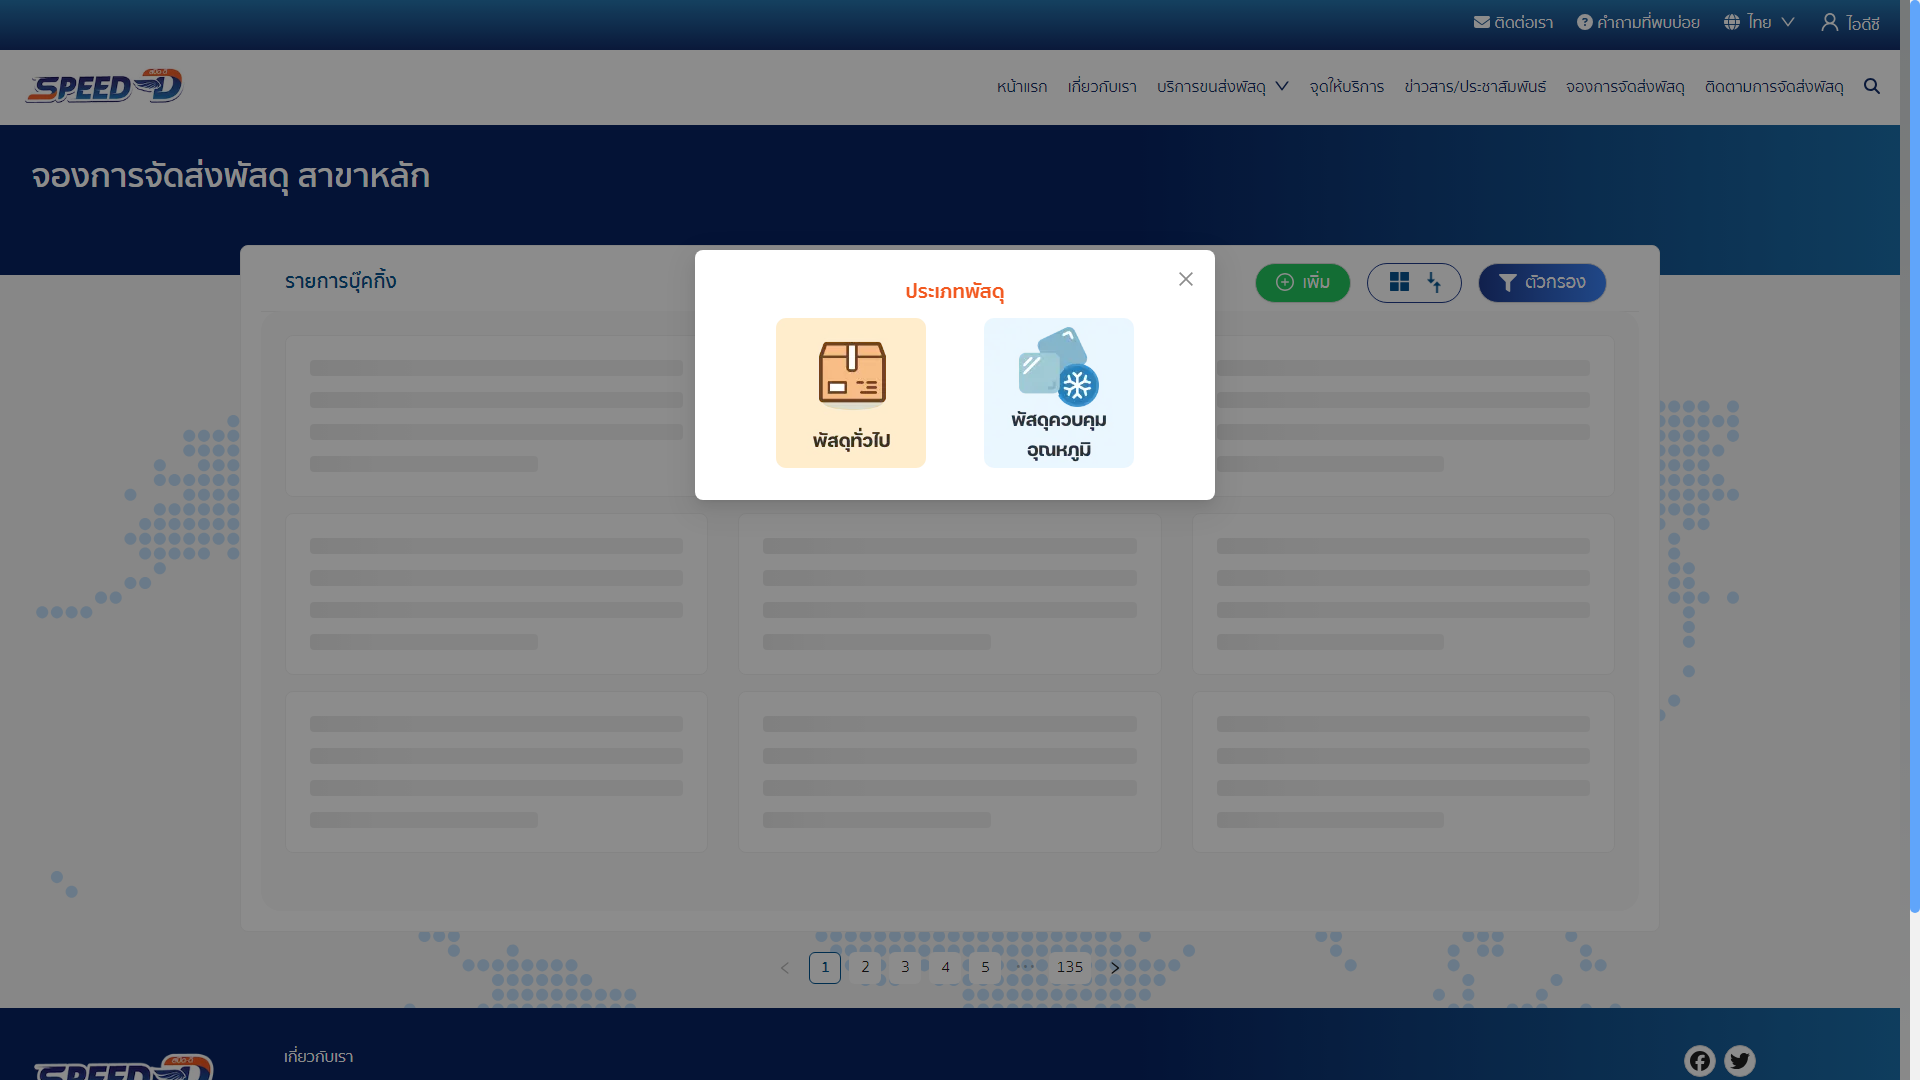 ติดต่อเรา คำถามที่พบบ่อย ไทย ไอดีซี
สปีด-ดี
SPEED-D
หน้าแรก เกี่ยวกับเรา บริการขนส่งพัสดุ จุดให้บริการ ข่าวสาร/ประชาสัมพันธ์ จองการจัดส่งพัสดุ ติดตามการจัดส่งพัสดุ
จองการจัดส่งพัสดุ สาขาหลัก
รายการบุ๊คกิ้ง
เพิ่ม
ตัวกรอง
ประเภทพัสดุ
พัสดุทั่วไป
พัสดุควบคุม
อุณหภูมิ
1 2 3 4 5 ••• 135
สปีด-ดี
SPEED-D
เกี่ยวกับเรา